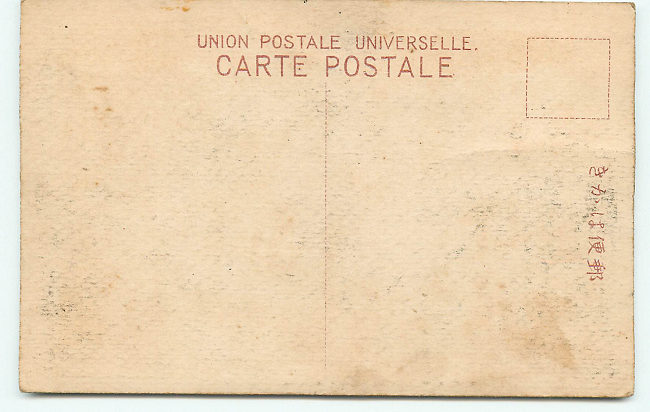 UNION POSTALE UNIVERSELLE.
CARTE POSTALE
きかは便郵